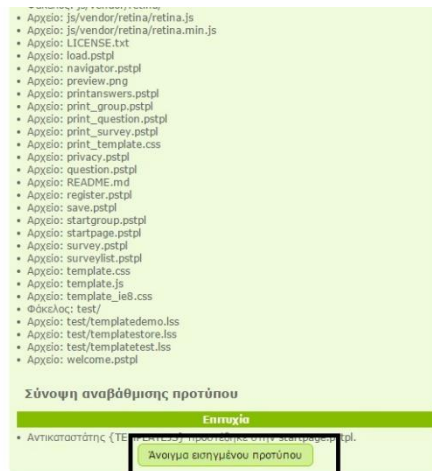 Φάκελος: js/vendor/retina/
Αρχείο: js/vendor/retina/retina.js
Αρχείο: js/vendor/retina/retina.min.js
Αρχείο: LICENSE.txt
Αρχείο: load.pstpl
Αρχείο: navigator.pstpl
Αρχείο: preview.png
Αρχείο: printanswers.pstpl
Αρχείο: print_group.pstpl
Αρχείο: print_question.pstpl
Αρχείο: print_survey.pstpl
Αρχείο: print_template.css
Αρχείο: privacy.pstpl
Αρχείο: question.pstpl
Αρχείο: README.md
Αρχείο: register.pstpl
Αρχείο: save.pstpl
Αρχείο: startgroup.pstpl
Αρχείο: startpage.pstpl
Αρχείο: survey.pstpl
Αρχείο: surveylist.pstpl
Αρχείο: template.css
Αρχείο: template.js
Αρχείο: template_ie8.css
Φάκελος: test/
Αρχείο: test/templatedemo.lss
Αρχείο: test/templatestore.lss
Αρχείο: test/templatetest.lss
Αρχείο: welcome.pstpl
Σύνοψη αναβάθμισης προτύπου
Επιτυχία
Αντικαταστάτης {TEMPLATEJS} προστέθηκε στην startpage.pstpl.
Άνοιγμα εισηγμένου προτύπου